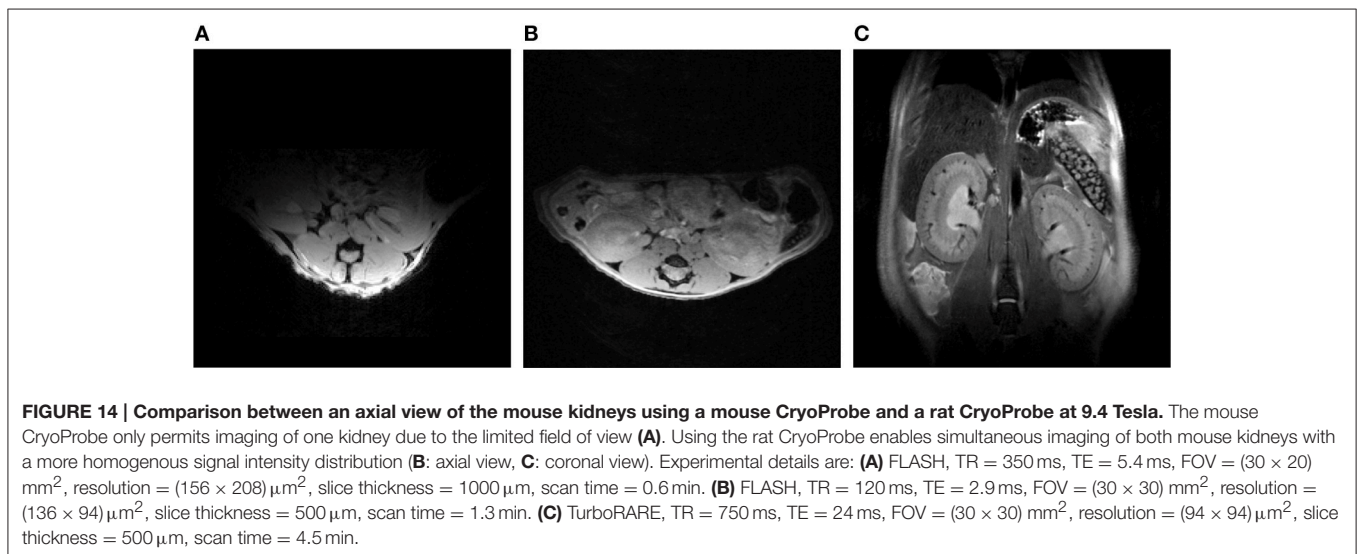 A B C
FIGURE 14 | Comparison between an axial view of the mouse kidneys using a mouse CryoProbe and a rat CryoProbe at 9.4 Tesla. The mouse
CryoProbe only permits imaging of one kidney due to the limited field of view (A). Using the rat CryoProbe enables simultaneous imaging of both mouse kidneys with
a more homogenous signal intensity distribution (B: axial view, C: coronal view). Experimental details are: (A) FLASH, TR = 350 ms, TE = 5.4 ms, FOV = (30 × 20)
mm², resolution = (156 × 208) μm², slice thickness = 1000 μm, scan time = 0.6 min. (B) FLASH, TR = 120 ms, TE = 2.9 ms, FOV = (30 × 30) mm², resolution =
(136 × 94) μm², slice thickness = 500 μm, scan time = 1.3 min. (C) TurboRARE, TR = 750 ms, TE = 24 ms, FOV = (30 × 30) mm², resolution = (94 × 94) μm², slice
thickness = 500 μm, scan time = 4.5 min.